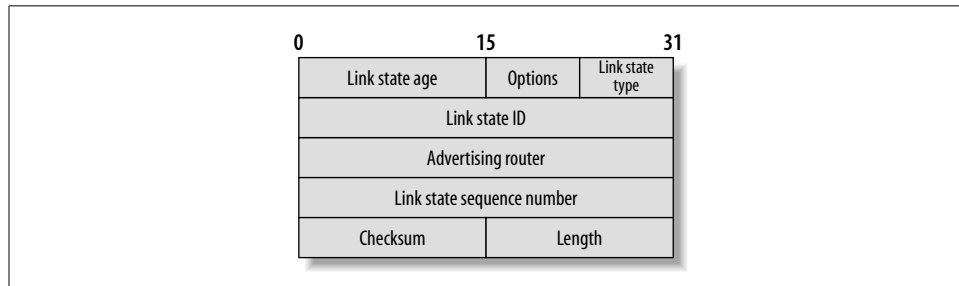 0 15 31
Link state age Options Link state
type
Link state ID
Advertising router
Link state sequence number
Checksum Length